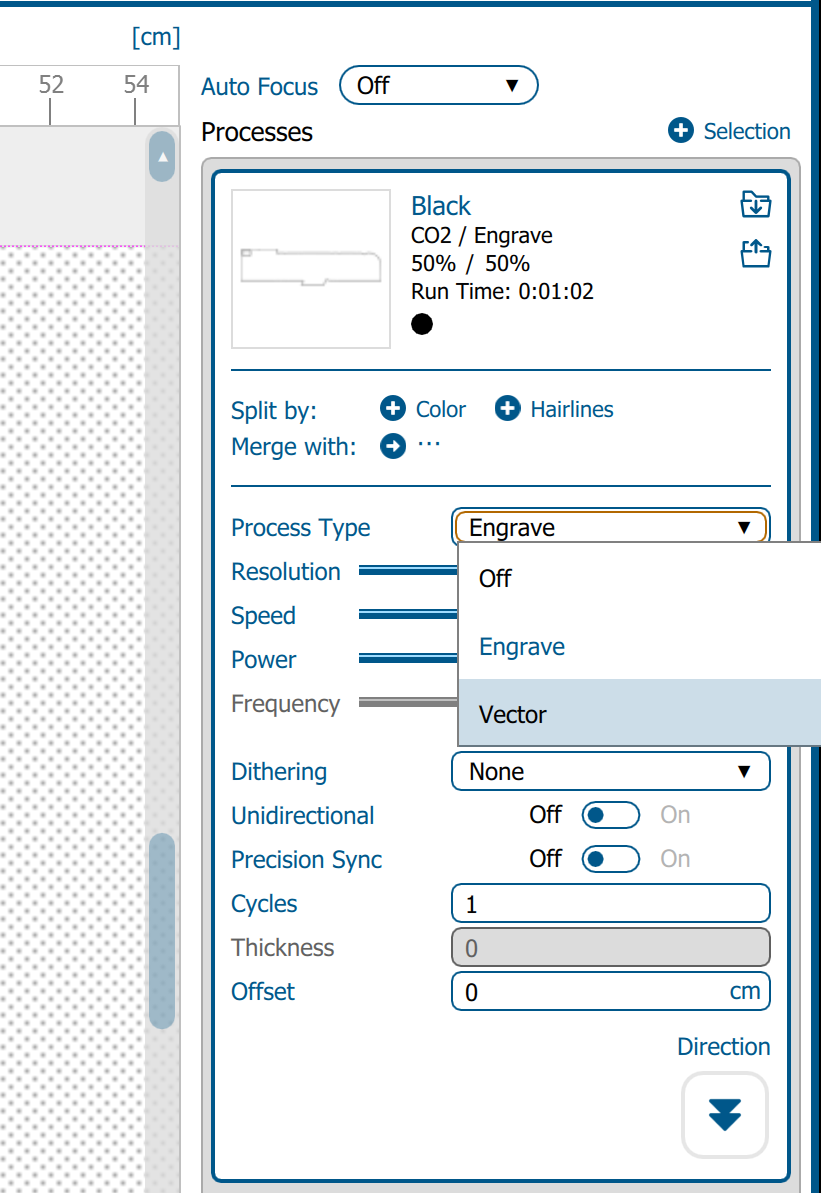 [cm]
52 54
Auto Focus Off
Processes Selection
Black
CO2 / Engrave
50% / 50%
Run Time: 0:01:02
Split by: Color Hairlines
Merge with: ...
Process Type Engrave
Resolution Off
Speed
Engrave
Power
Frequency Vector
Dithering None
Unidirectional Off On
Precision Sync Off On
Cycles 1
Thickness 0
Offset 0 cm
Direction